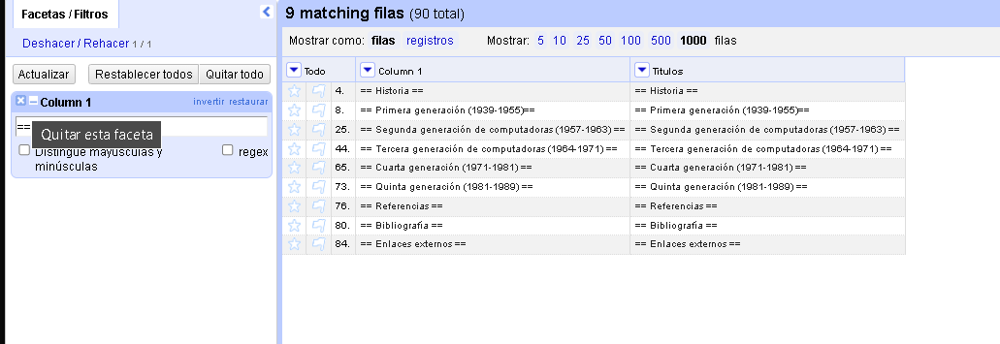 Facetas / Filtros
Deshacer / Rehacer 1 / 1
Actualizar Restablecer todos Quitar todo
Column 1 invertir restaurar
==
Quitar esta faceta
Distingue mayúsculas y minúsculas
regex
9 matching filas (90 total)
Mostrar como: filas registros Mostrar: 5 10 25 50 100 500 1000 filas
Todo Column 1 Titulos
4. == Historia == == Historia ==
8. == Primera generación (1939-1955)== == Primera generación (1939-1955)==
25. == Segunda generación de computadoras (1957-1963) == == Segunda generación de computadoras (1957-1963) ==
44. == Tercera generación de computadoras (1964-1971) == == Tercera generación de computadoras (1964-1971) ==
65. == Cuarta generación (1971-1981) == == Cuarta generación (1971-1981) ==
73. == Quinta generación (1981-1989) == == Quinta generación (1981-1989) ==
76. == Referencias == == Referencias ==
80. == Bibliografía == == Bibliografía ==
84. == Enlaces externos == == Enlaces externos ==